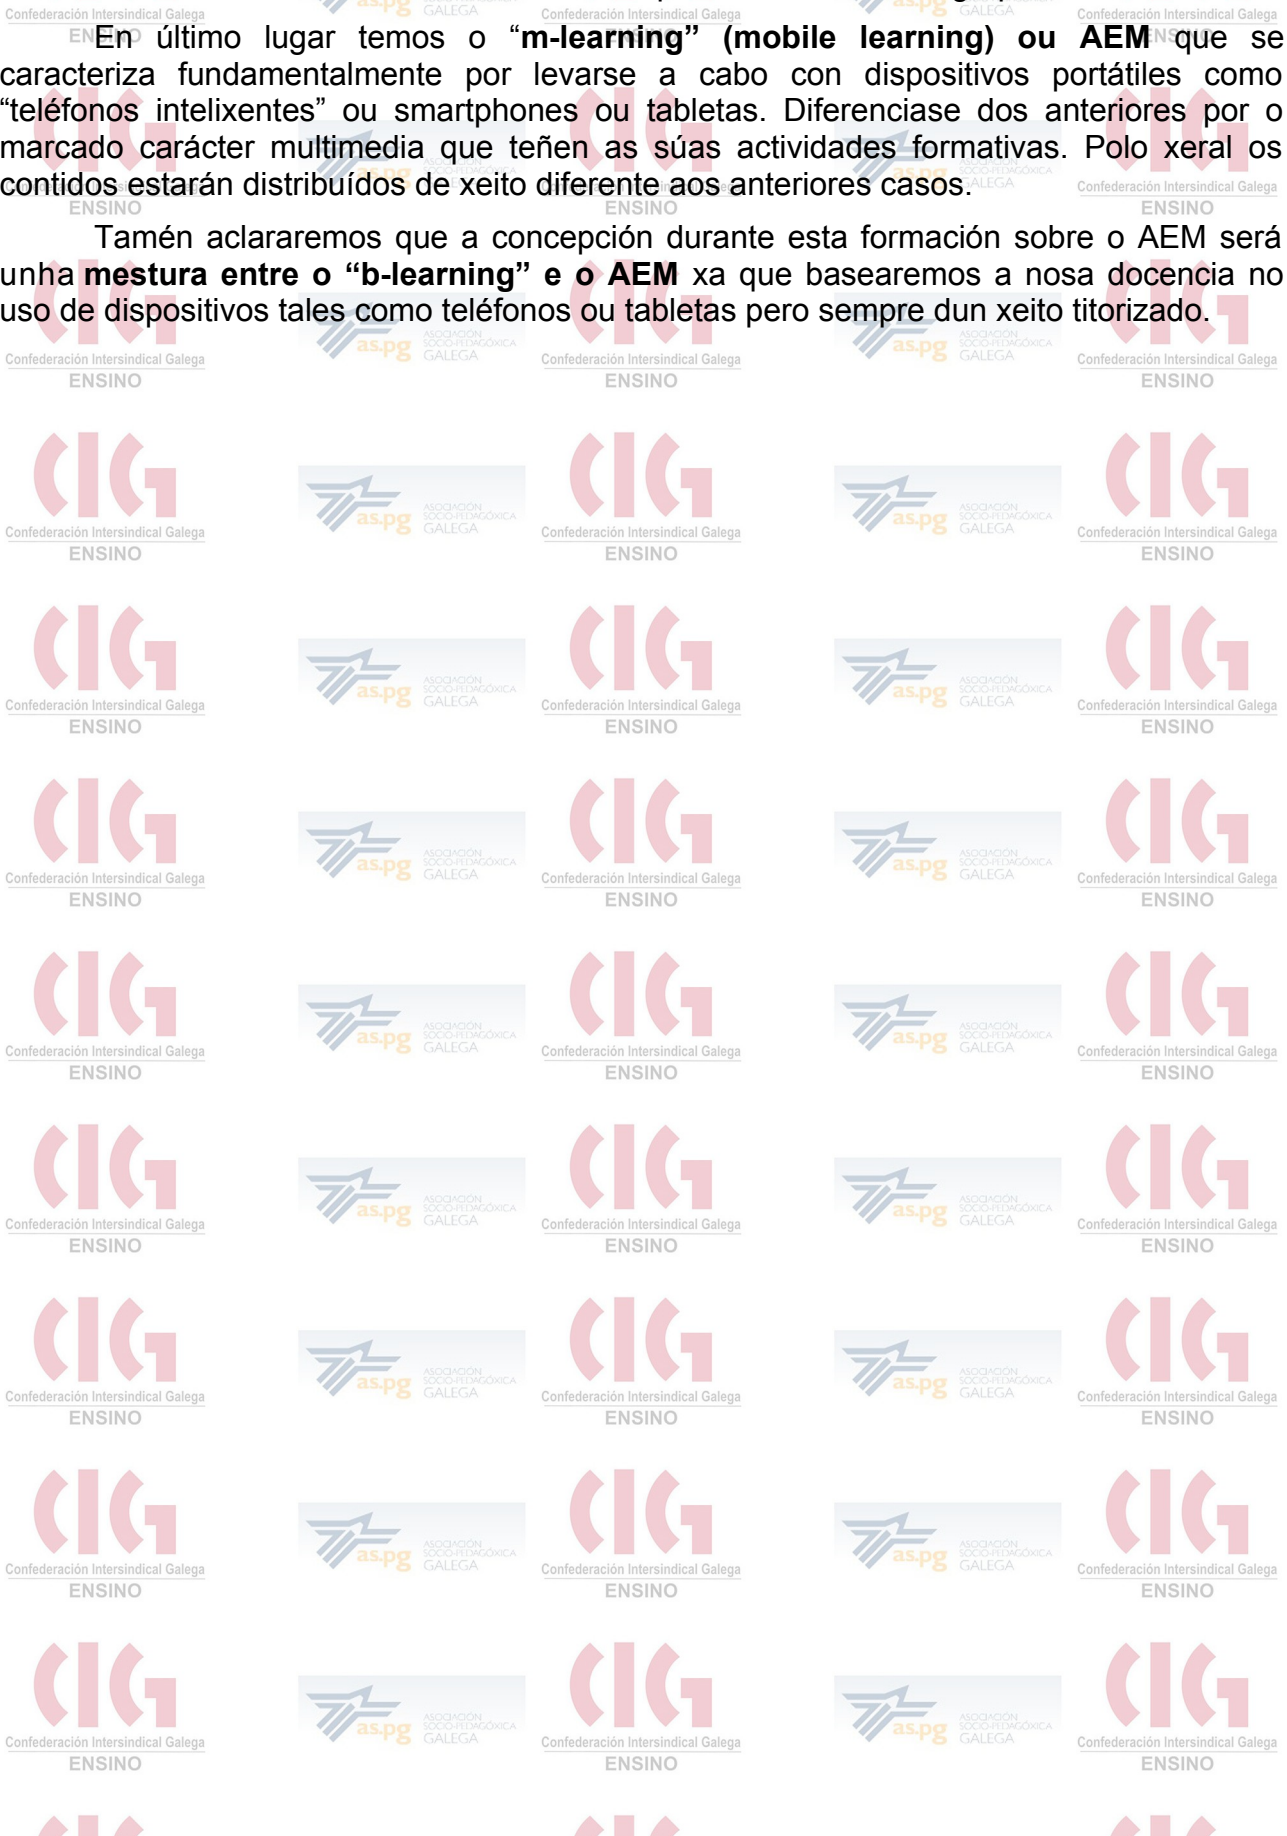 En último lugar temos o “m-learning” (mobile learning) ou AEM que se
caracteriza fundamentalmente por levarse a cabo con dispositivos portátiles como
“teléfonos intelixentes” ou smartphones ou tabletas. Diferenciase dos anteriores por o
marcado carácter multimedia que teñen as súas actividades formativas. Polo xeral os
contidos estarán distribuídos de xeito diferente aos anteriores casos.
Tamén aclararemos que a concepción durante esta formación sobre o AEM será
unha mestura entre o “b-learning” e o AEM xa que basearemos a nosa docencia no
uso de dispositivos tales como teléfonos ou tabletas pero sempre dun xeito titorizado.
CIG
Confederación Intersindical Galega
ENSINO
as.pg
ASOCIACIÓN
SOCIO-PEDAGÓXICA
GALEGA